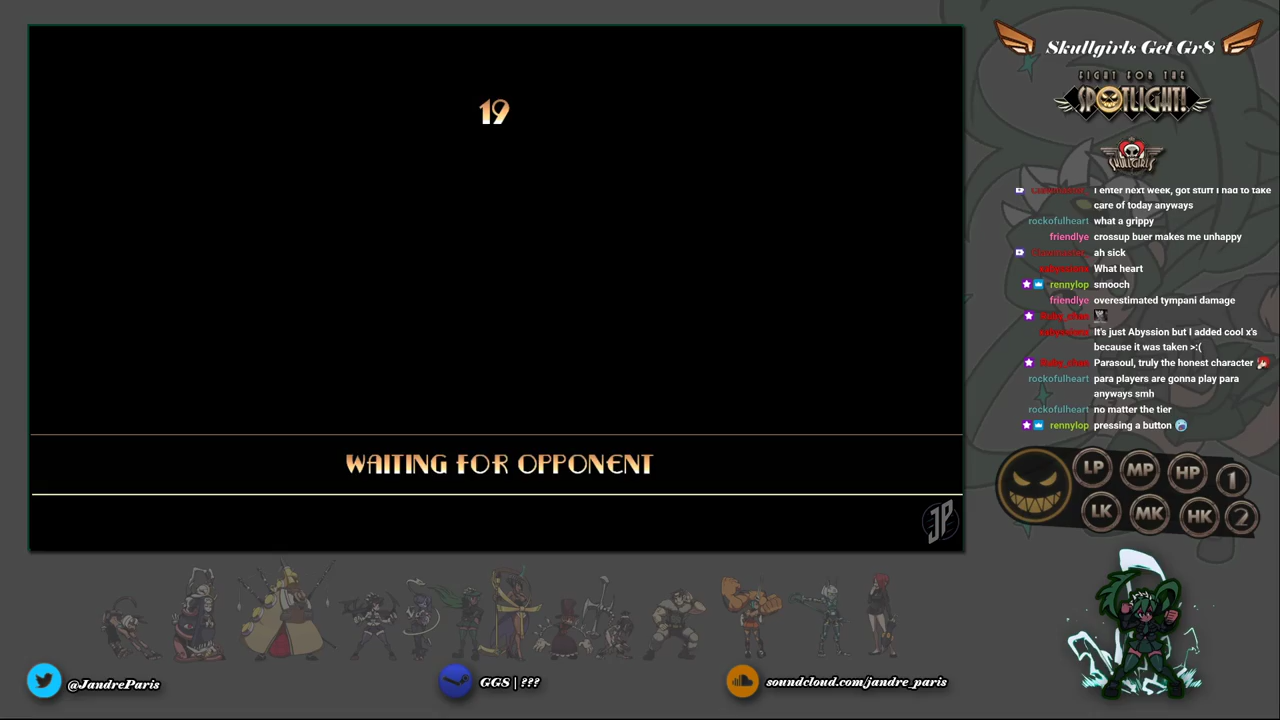 Skullgirls Get Gr8
FIGHT FOR THE
SPOTLIGHT!
SKULLGIRLS
19
I enter next week, got stuff I had to take
care of today anyways
rockofulheart what a grippy
friendlye crossup buer makes me unhappy
ah sick
What heart
rennylop smooch
friendlye overestimated tympani damage
It's just Abyssion but I added cool x's
because it was taken >:(
Parasoul, truly the honest character
rockofulheart para players are gonna play para
anyways smh
rockofulheart no matter the tier
rennylop pressing a button
WAITING FOR OPPONENT
JP
LP MP HP 1
LK MK HK 2
@JandreParis
GGS | ???
soundcloud.com/jandre_paris